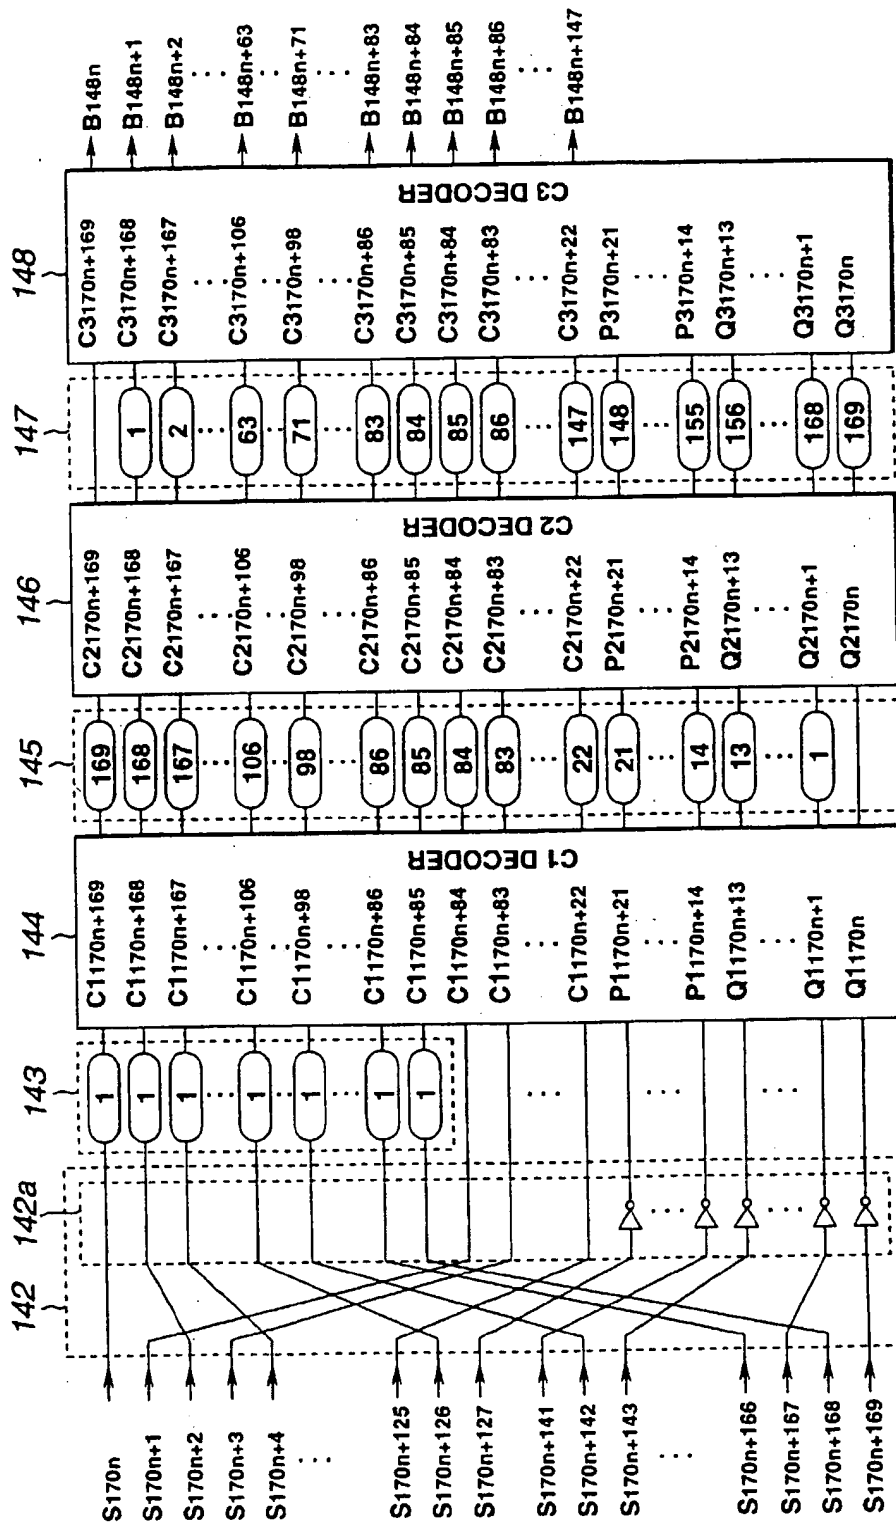 142
142a
143
144
145
146
147
148
S170n
S170n+1
S170n+2
S170n+3
S170n+4
...
S170n+125
S170n+126
S170n+127
S170n+141
S170n+142
S170n+143
...
S170n+166
S170n+167
S170n+168
S170n+169
1
1
1
...
1
1
...
1
1
...
...
...
C1170n+169
C1170n+168
C1170n+167
...
C1170n+106
C1170n+98
...
C1170n+86
C1170n+85
C1170n+84
C1170n+83
...
C1170n+22
P1170n+21
...
P1170n+14
Q1170n+13
...
Q1170n+1
Q1170n
C1 DECODER
169
168
167
...
106
98
...
86
85
84
83
...
22
21
...
14
13
...
1
C2170n+169
C2170n+168
C2170n+167
...
C2170n+106
C2170n+98
...
C2170n+86
C2170n+85
C2170n+84
C2170n+83
...
C2170n+22
P2170n+21
...
P2170n+14
Q2170n+13
...
Q2170n+1
Q2170n
C2 DECODER
1
2
...
63
71
...
83
84
85
86
...
147
148
...
155
156
...
168
169
C3170n+169
C3170n+168
C3170n+167
...
C3170n+106
C3170n+98
...
C3170n+86
C3170n+85
C3170n+84
C3170n+83
...
C3170n+22
P3170n+21
...
P3170n+14
Q3170n+13
...
Q3170n+1
Q3170n
C3 DECODER
B148n
B148n+1
B148n+2
...
B148n+63
B148n+71
...
B148n+83
B148n+84
B148n+85
B148n+86
...
B148n+147